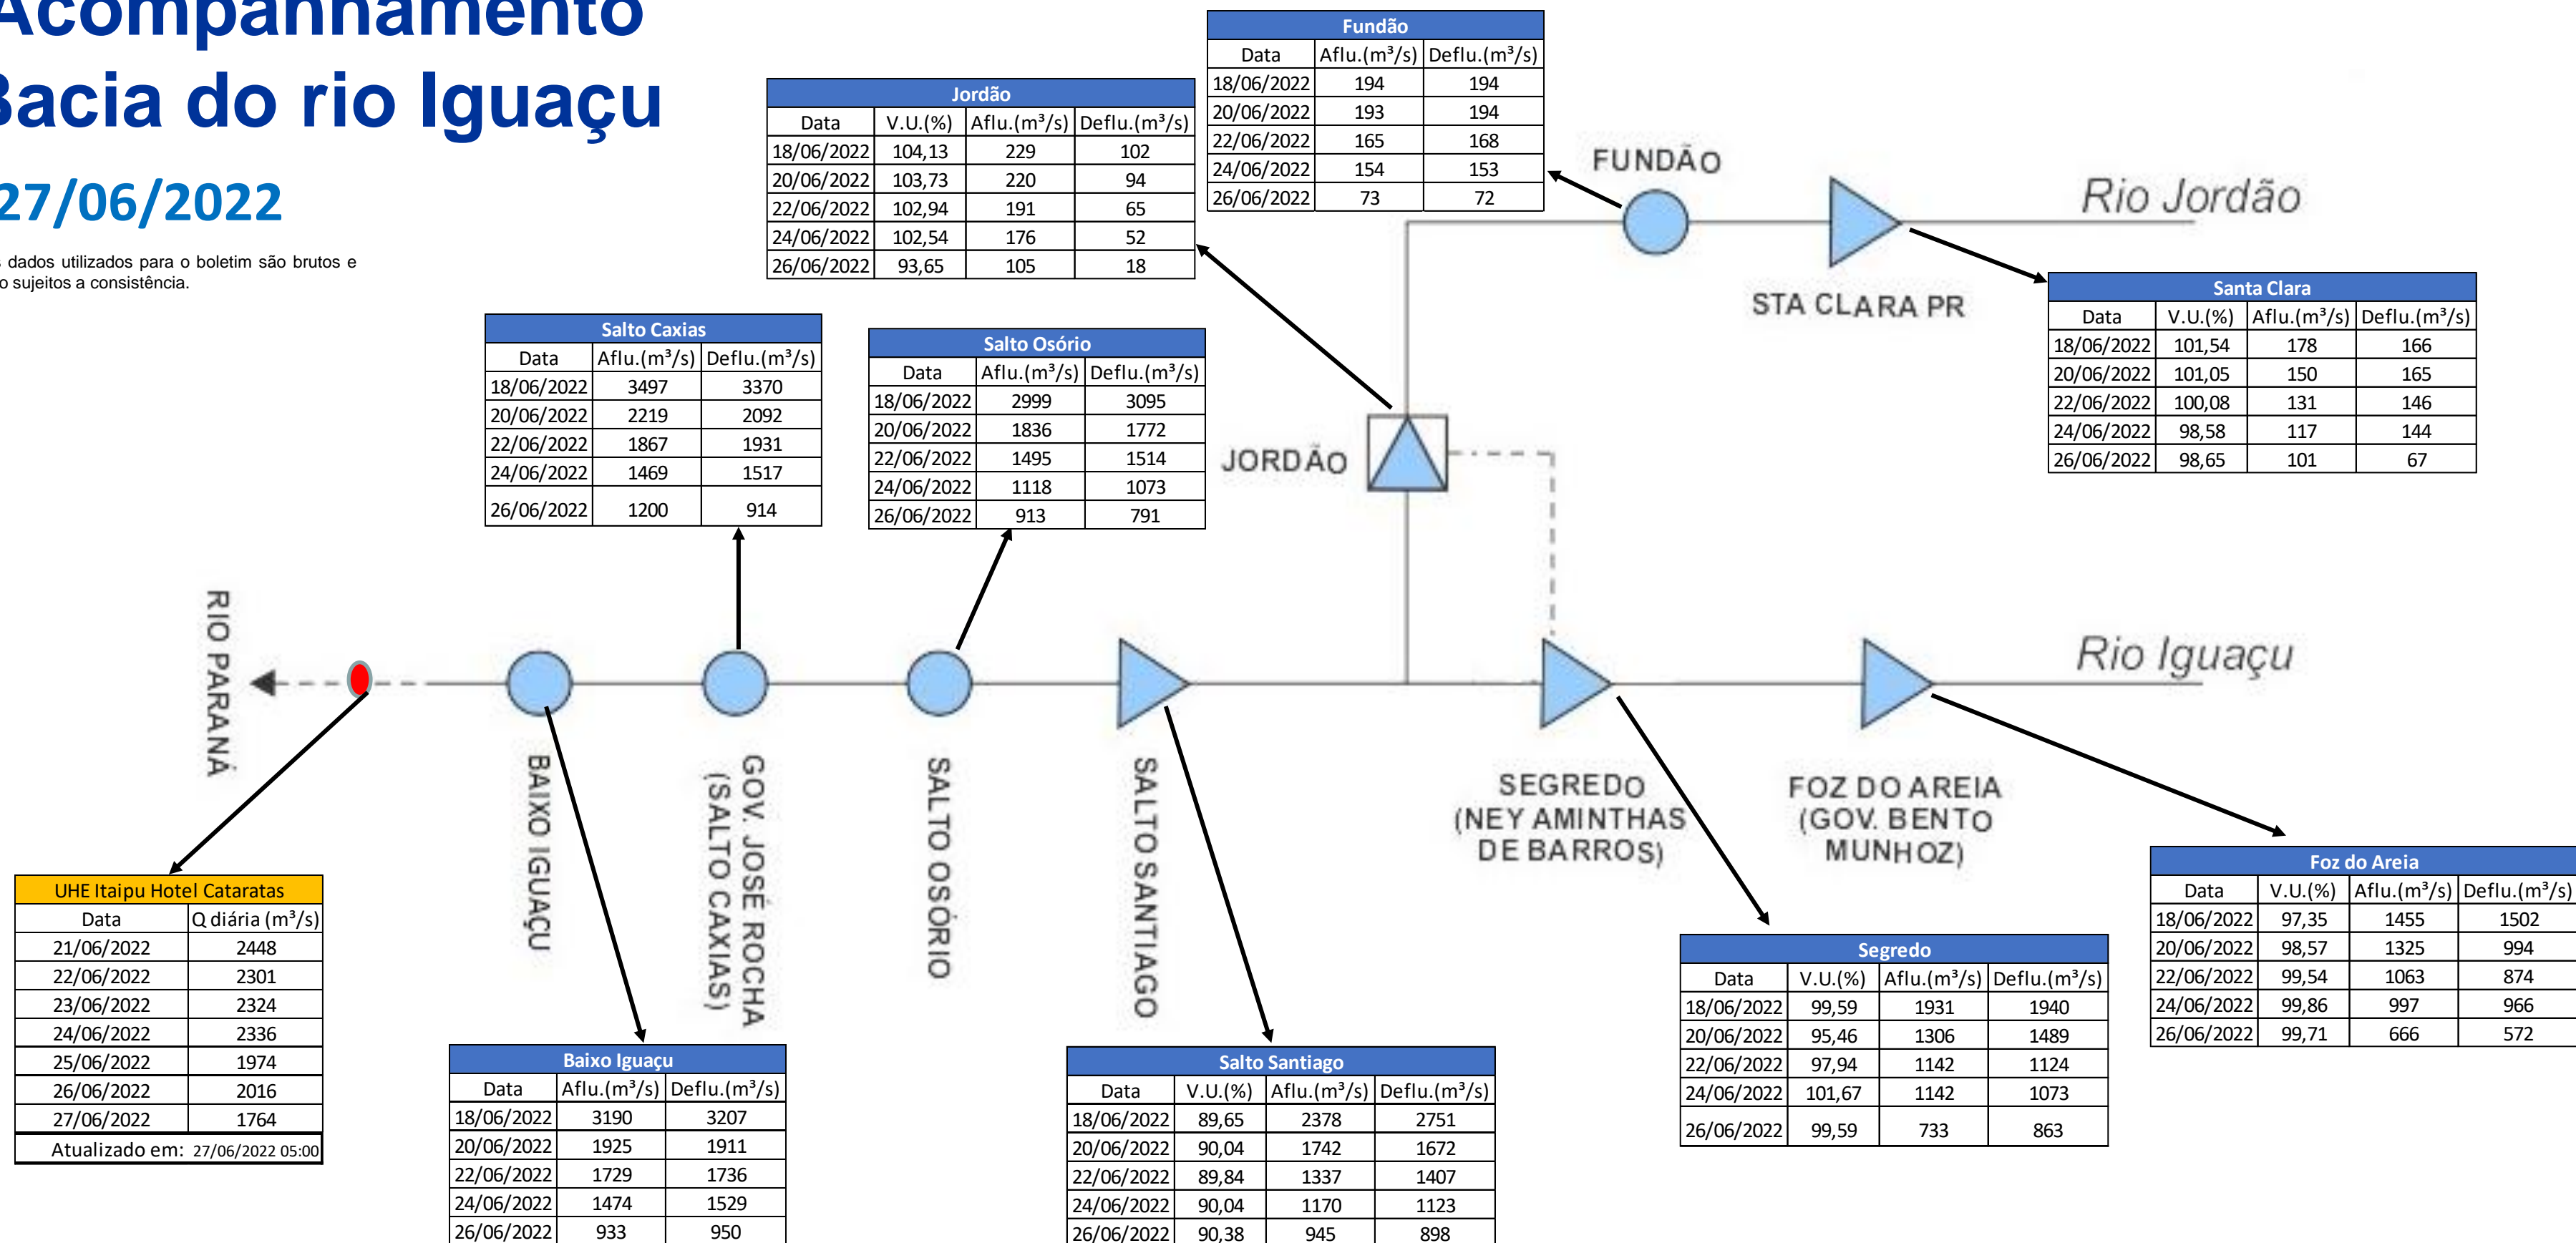 Acompanhamento
Bacia do rio Iguaçu
27/06/2022
s dados utilizados para o boletim são brutos e
o sujeitos a consistência.
Fundão
Data Aflu.(m³/s) Deflu.(m³/s)
18/06/2022 194 194
20/06/2022 193 194
22/06/2022 165 168
24/06/2022 154 153
26/06/2022 73 72
Jordão
Data V.U.(%) Aflu.(m³/s) Deflu.(m³/s)
18/06/2022 104,13 229 102
20/06/2022 103,73 220 94
22/06/2022 102,94 191 65
24/06/2022 102,54 176 52
26/06/2022 93,65 105 18
FUNDÃO
Rio Jordão
STA CLARA PR
Santa Clara
Data V.U.(%) Aflu.(m³/s) Deflu.(m³/s)
18/06/2022 101,54 178 166
20/06/2022 101,05 150 165
22/06/2022 100,08 131 146
24/06/2022 98,58 117 144
26/06/2022 98,65 101 67
Salto Caxias
Data Aflu.(m³/s) Deflu.(m³/s)
18/06/2022 3497 3370
20/06/2022 2219 2092
22/06/2022 1867 1931
24/06/2022 1469 1517
26/06/2022 1200 914
Salto Osório
Data Aflu.(m³/s) Deflu.(m³/s)
18/06/2022 2999 3095
20/06/2022 1836 1772
22/06/2022 1495 1514
24/06/2022 1118 1073
26/06/2022 913 791
JORDÃO
RIO PARANÁ
Rio Iguaçu
BAIXO IGUAÇU
GOV. JOSÉ ROCHA
(SALTO CAXIAS)
SALTO OSÓRIO
SALTO SANTIAGO
SEGREDO
(NEY AMINTHAS
DE BARROS)
FOZ DO AREIA
(GOV. BENTO
MUNHOZ)
UHE Itaipu Hotel Cataratas
Data Q diária (m³/s)
21/06/2022 2448
22/06/2022 2301
23/06/2022 2324
24/06/2022 2336
25/06/2022 1974
26/06/2022 2016
27/06/2022 1764
Atualizado em: 27/06/2022 05:00
Baixo Iguaçu
Data Aflu.(m³/s) Deflu.(m³/s)
18/06/2022 3190 3207
20/06/2022 1925 1911
22/06/2022 1729 1736
24/06/2022 1474 1529
26/06/2022 933 950
Salto Santiago
Data V.U.(%) Aflu.(m³/s) Deflu.(m³/s)
18/06/2022 89,65 2378 2751
20/06/2022 90,04 1742 1672
22/06/2022 89,84 1337 1407
24/06/2022 90,04 1170 1123
26/06/2022 90,38 945 898
Segredo
Data V.U.(%) Aflu.(m³/s) Deflu.(m³/s)
18/06/2022 99,59 1931 1940
20/06/2022 95,46 1306 1489
22/06/2022 97,94 1142 1124
24/06/2022 101,67 1142 1073
26/06/2022 99,59 733 863
Foz do Areia
Data V.U.(%) Aflu.(m³/s) Deflu.(m³/s)
18/06/2022 97,35 1455 1502
20/06/2022 98,57 1325 994
22/06/2022 99,54 1063 874
24/06/2022 99,86 997 966
26/06/2022 99,71 666 572